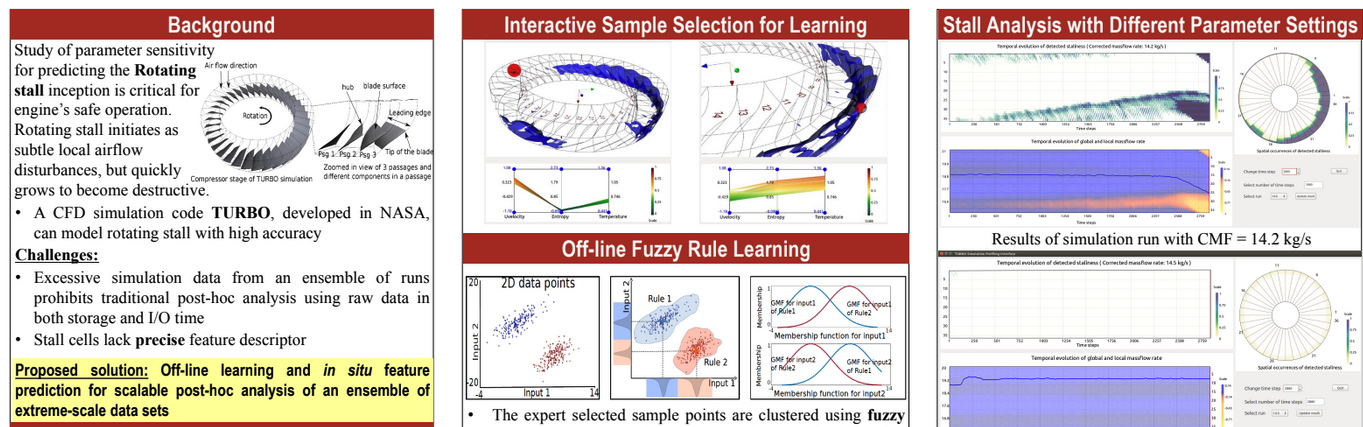 Background
Study of parameter sensitivity
for predicting the Rotating
stall inception is critical for
engine's safe operation.
Rotating stall initiates as
subtle local airflow
disturbances, but quickly
grows to become destructive.
Air flow direction
Rotation
hub
blade surface
Leading edge
Psg 1
Psg 2
Psg 3
Tip of the blade
Compressor stage of TURBO simulation
Zoomed in view of 3 passages and
different components in a passage
• A CFD simulation code TURBO, developed in NASA,
can model rotating stall with high accuracy
Challenges:
• Excessive simulation data from an ensemble of runs
prohibits traditional post-hoc analysis using raw data in
both storage and I/O time
• Stall cells lack precise feature descriptor
Proposed solution: Off-line learning and in situ feature
prediction for scalable post-hoc analysis of an ensemble of
extreme-scale data sets
Interactive Sample Selection for Learning
Uvelocity
Entropy
Temperature
Uvelocity
Entropy
Temperature
Off-line Fuzzy Rule Learning
2D data points
20
Input 2
-20
-4
Input 1
14
Input 2
Rule 1
Rule 2
Input 1
Membership
GMF for input1
of Rule1
GMF for input1
of Rule2
-4
14
Membership function for input1
Membership
GMF for input2
of Rule2
GMF for input2
of Rule1
Membership function for input2
• The expert selected sample points are clustered using fuzzy
Stall Analysis with Different Parameter Settings
Temporal evolution of detected stallness ( Corrected massflow rate: 14.2 kg/s )
Time steps
Spatial occurrences of detected stallness
Temporal evolution of global and local massflow rate
Time steps
Change time step
Select number of time steps
Select run
Results of simulation run with CMF = 14.2 kg/s
Temporal evolution of detected stallness ( Corrected massflow rate: 14.5 kg/s )
Time steps
Spatial occurrences of detected stallness
Temporal evolution of global and local massflow rate
Change time step
Select number of time steps
Select run